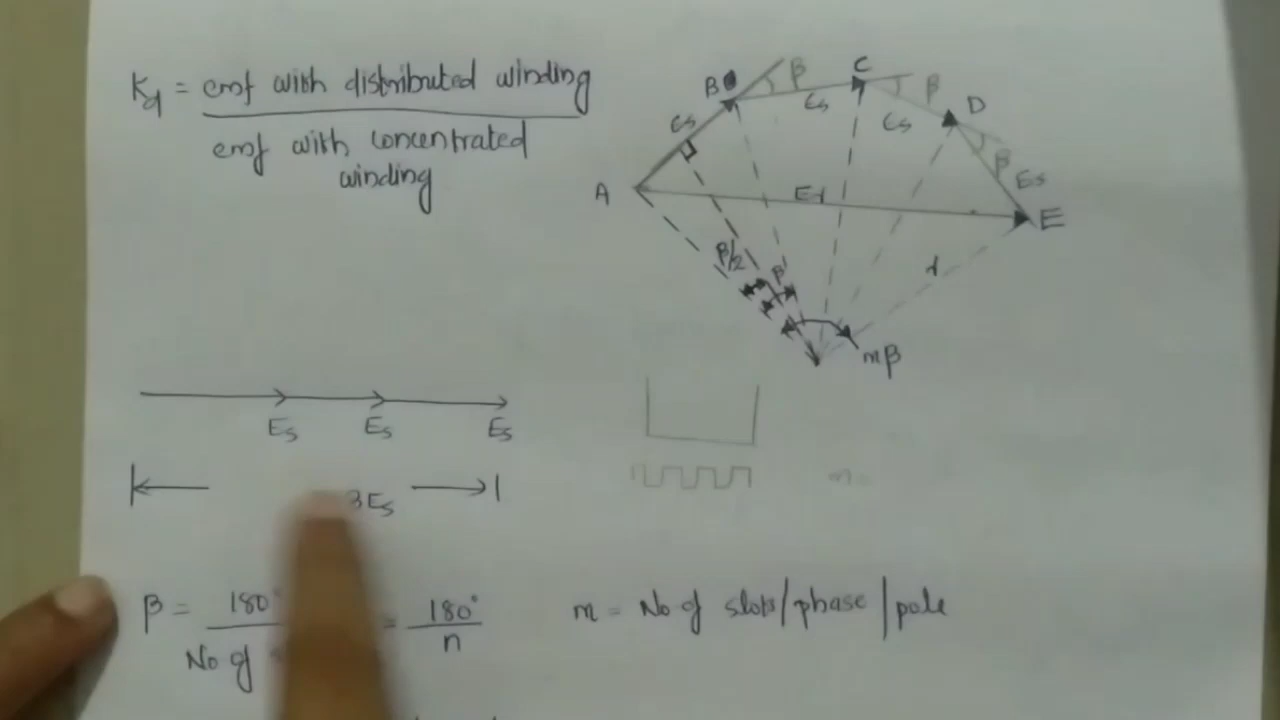 Kd = emf with distributed winding
emf with concentrated
winding
B β C
Es Es β D
Es β Es
A Er E
β/2 β r
mβ
Es Es Es
3Es
m =
β = 180° = 180°
No of n
m = No of slots/phase/pole